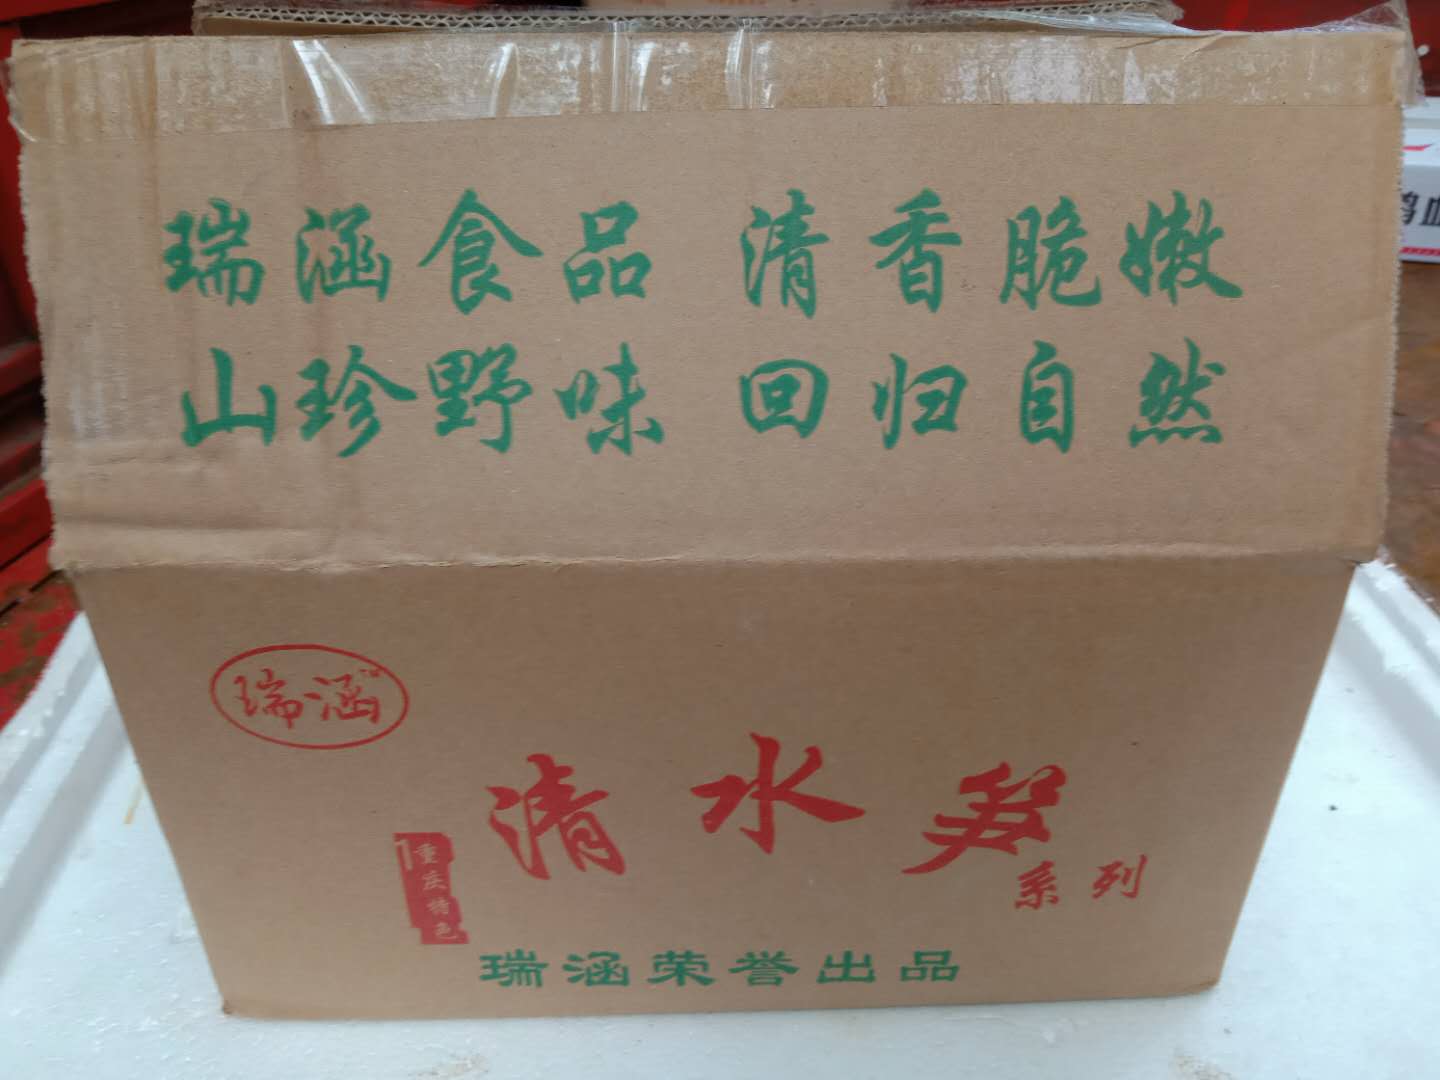 瑞涵食品 清香脆嫩
山珍野味 回归自然
瑞涵
清水笋
系列
重庆特色
瑞涵荣誉出品